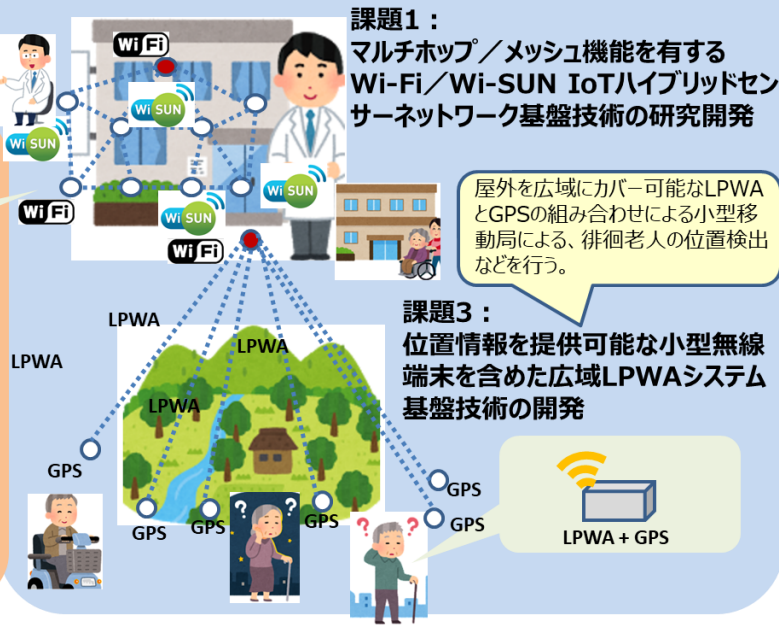 課題1：
マルチホップ／メッシュ機能を有する
Wi-Fi／Wi-SUN IoTハイブリッドセン
サーネットワーク基盤技術の研究開発
Wi Fi
Wi SUN
Wi SUN
Wi SUN
Wi Fi
Wi SUN
Wi Fi
屋外を広域にカバー可能なLPWA
とGPSの組み合わせによる小型移
動局による、徘徊老人の位置検出
などを行う。
課題3：
位置情報を提供可能な小型無線
端末を含めた広域LPWAシステム
基盤技術の開発
LPWA
LPWA
LPWA
LPWA
GPS
GPS
GPS
GPS
GPS
GPS
? ?
? ?
LPWA + GPS